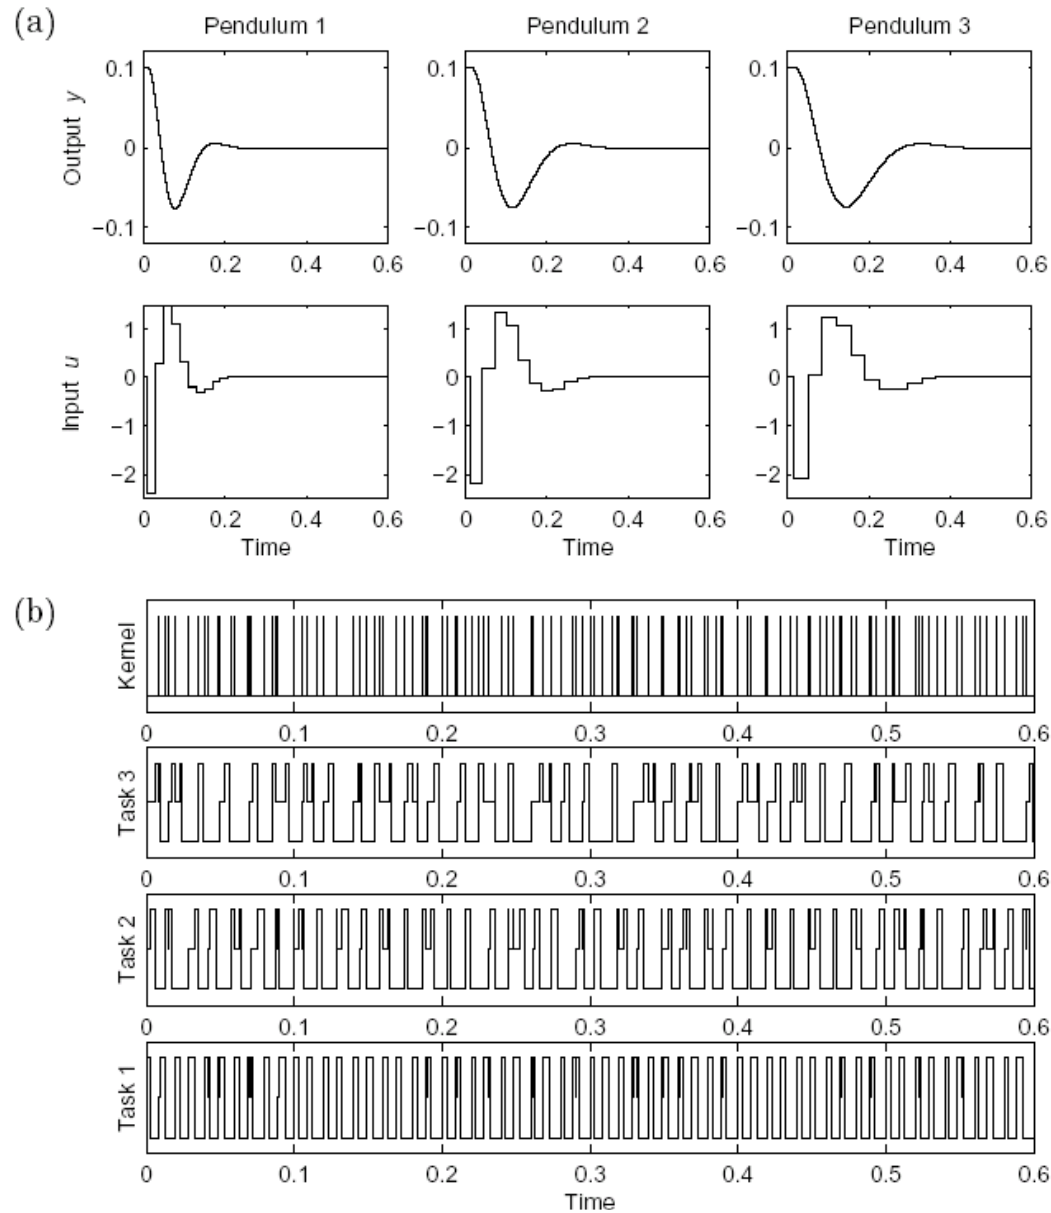 (a)
Pendulum 1 Pendulum 2 Pendulum 3
Output y
0.1 0.1 0.1
0 0 0
−0.1 −0.1 −0.1
0 0.2 0.4 0.6 0 0.2 0.4 0.6 0 0.2 0.4 0.6
Input u
1 1 1
0 0 0
−1 −1 −1
−2 −2 −2
0 0.2 0.4 0.6 0 0.2 0.4 0.6 0 0.2 0.4 0.6
Time Time Time
(b)
Kernel
0 0.1 0.2 0.3 0.4 0.5 0.6
Task 3
0 0.1 0.2 0.3 0.4 0.5 0.6
Task 2
0 0.1 0.2 0.3 0.4 0.5 0.6
Task 1
0 0.1 0.2 0.3 0.4 0.5 0.6
Time